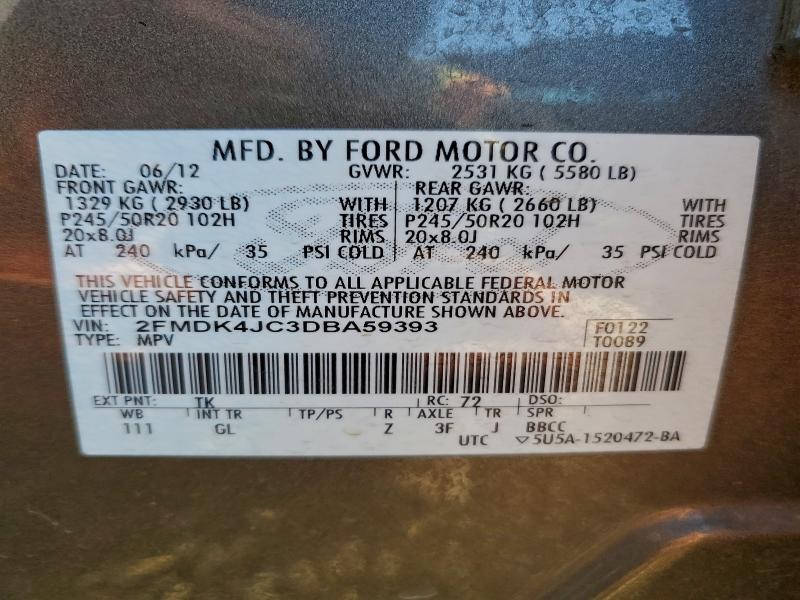 MFD. BY FORD MOTOR CO.
DATE: 06/12 GVWR: 2531 KG ( 5580 LB)
FRONT GAWR: REAR GAWR:
1329 KG ( 2930 LB) WITH 1207 KG ( 2660 LB) WITH
P245/50R20 102H TIRES P245/50R20 102H TIRES
20x8.0J RIMS 20x8.0J RIMS
AT 240 kPa/ 35 PSI COLD AT 240 kPa/ 35 PSI COLD
THIS VEHICLE CONFORMS TO ALL APPLICABLE FEDERAL MOTOR
VEHICLE SAFETY AND THEFT PREVENTION STANDARDS IN
EFFECT ON THE DATE OF MANUFACTURE SHOWN ABOVE.
VIN: 2FMDK4JC3DBA59393 F0122
TYPE: MPV T0089
EXT PNT: TK RC: 72 DSO:
WB INT TR TP/PS R AXLE TR SPR
111 GL Z 3F J BBCC
UTC 5U5A-1520472-BA